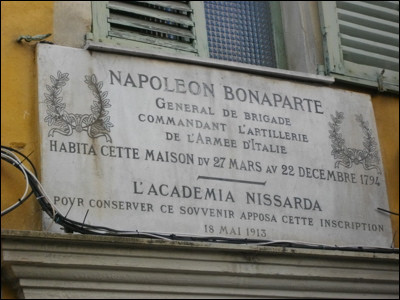 NAPOLEON BONAPARTE
GENERAL DE BRIGADE
COMMANDANT L'ARTILLERIE
DE L'ARMEE D'ITALIE
HABITA CETTE MAISON DV 27 MARS AV 22 DECEMBRE 1794
L'ACADEMIA NISSARDA
POVR CONSERVER CE SOVVENIR APPOSA CETTE INSCRIPTION
18 MAI 1913